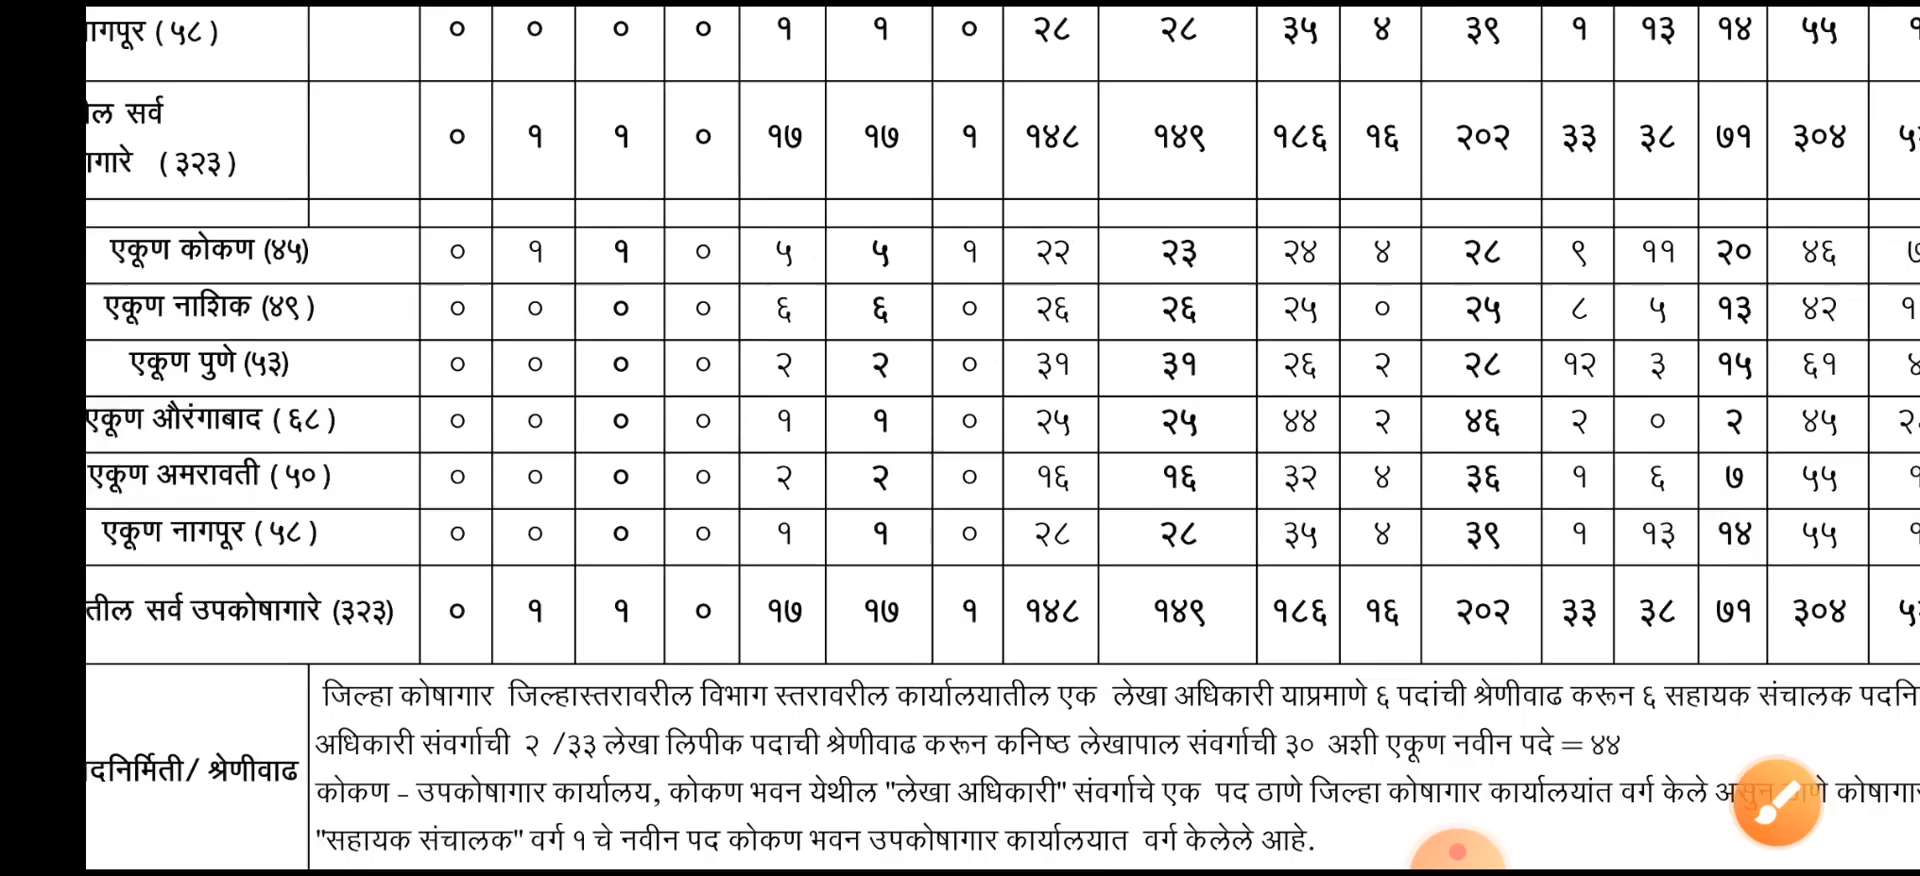 गपूर (५८) ० ० ० ० १ १ ० २८ २८ ३५ ४ ३९ १ १३ १४ ५५
ल सर्व
गारे (३२३) ० १ १ ० १७ १७ १ १४८ १४९ १८६ १६ २०२ ३३ ३८ ७१ ३०४
एकूण कोकण (४५) ० १ १ ० ५ ५ १ २२ २३ २४ ४ २८ ९ ११ २० ४६
एकूण नाशिक (४९) ० ० ० ० ६ ६ ० २६ २६ २५ ० २५ ८ ५ १३ ४२
एकूण पुणे (५३) ० ० ० ० २ २ ० ३१ ३१ २६ २ २८ १२ ३ १५ ६१
एकूण औरंगाबाद (६८) ० ० ० ० १ १ ० २५ २५ ४४ २ ४६ २ ० २ ४५
एकूण अमरावती (५०) ० ० ० ० २ २ ० १६ १६ ३२ ४ ३६ १ ६ ७ ५५
एकूण नागपूर (५८) ० ० ० ० १ १ ० २८ २८ ३५ ४ ३९ १ १३ १४ ५५
तील सर्व उपकोषागारे (३२३) ० १ १ ० १७ १७ १ १४८ १४९ १८६ १६ २०२ ३३ ३८ ७१ ३०४
जिल्हा कोषागार जिल्हास्तरावरील विभाग स्तरावरील कार्यालयातील एक लेखा अधिकारी याप्रमाणे ६ पदांची श्रेणीवाढ करून ६ सहायक संचालक पदनि
अधिकारी संवर्गाची २ /३३ लेखा लिपीक पदाची श्रेणीवाढ करून कनिष्ठ लेखापाल संवर्गाची ३० अशी एकूण नवीन पदे = ४४
दनिर्मिती/ श्रेणीवाढ
कोकण - उपकोषागार कार्यालय, कोकण भवन येथील "लेखा अधिकारी" संवर्गाचे एक पद ठाणे जिल्हा कोषागार कार्यालयांत वर्ग केले असुन कोषागा
"सहायक संचालक" वर्ग १ चे नवीन पद कोकण भवन उपकोषागार कार्यालयात वर्ग केलेले आहे.